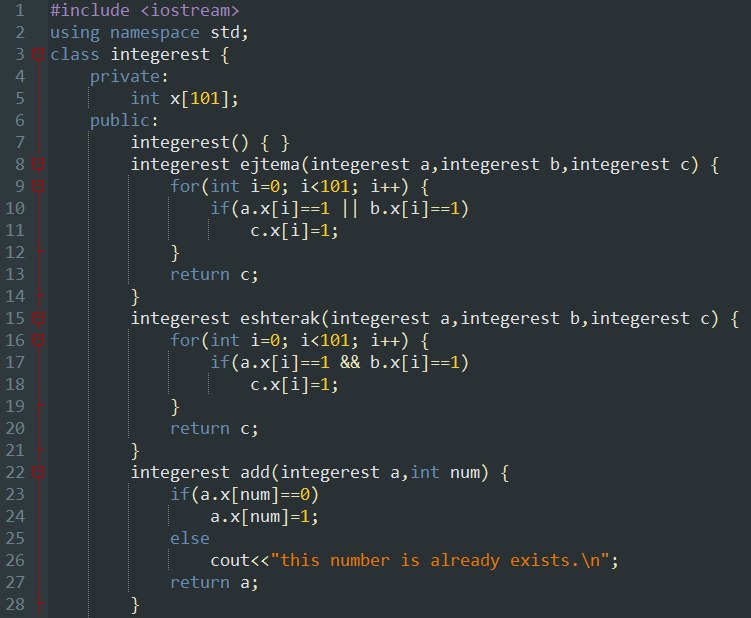 1 #include <iostream>
2 using namespace std;
3 class integerest {
4     private:
5         int x[101];
6     public:
7         integerest() { }
8         integerest ejtema(integerest a,integerest b,integerest c) {
9             for(int i=0; i<101; i++) {
10                 if(a.x[i]==1 || b.x[i]==1)
11                     c.x[i]=1;
12             }
13             return c;
14         }
15         integerest eshterak(integerest a,integerest b,integerest c) {
16             for(int i=0; i<101; i++) {
17                 if(a.x[i]==1 && b.x[i]==1)
18                     c.x[i]=1;
19             }
20             return c;
21         }
22         integerest add(integerest a,int num) {
23             if(a.x[num]==0)
24                 a.x[num]=1;
25             else
26                 cout<<"this number is already exists.\n";
27             return a;
28         }